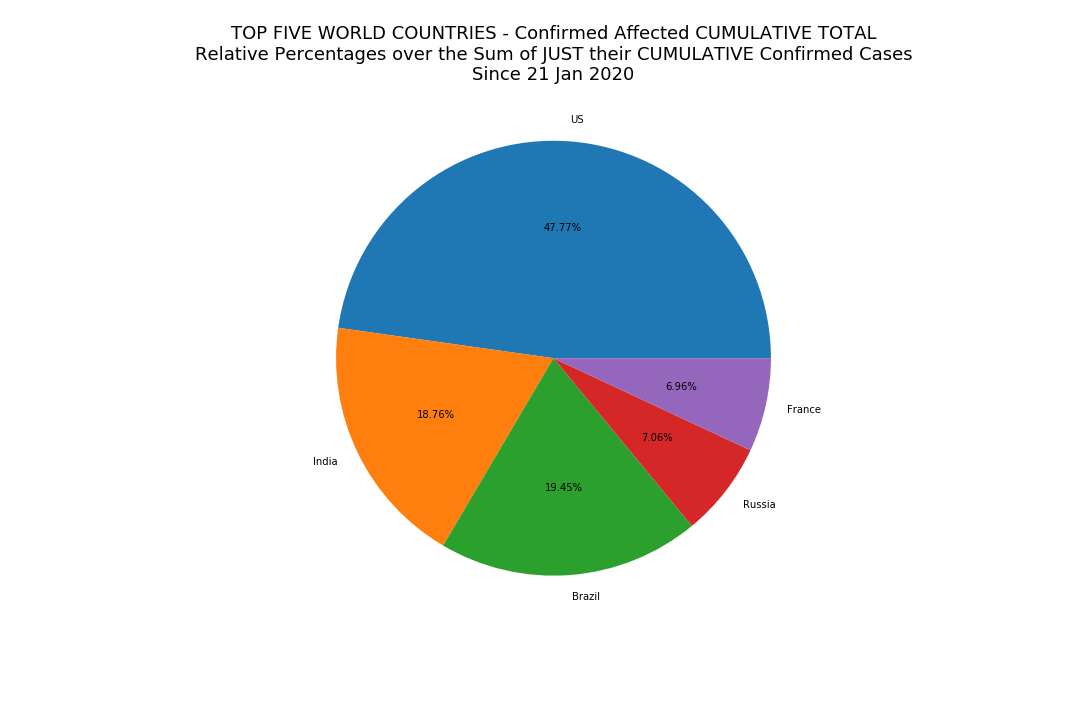 TOP FIVE WORLD COUNTRIES - Confirmed Affected CUMULATIVE TOTAL
Relative Percentages over the Sum of JUST their CUMULATIVE Confirmed Cases
Since 21 Jan 2020
US
47.77%
6.96%
France
18.76%
7.06%
India
19.45%
Russia
Brazil